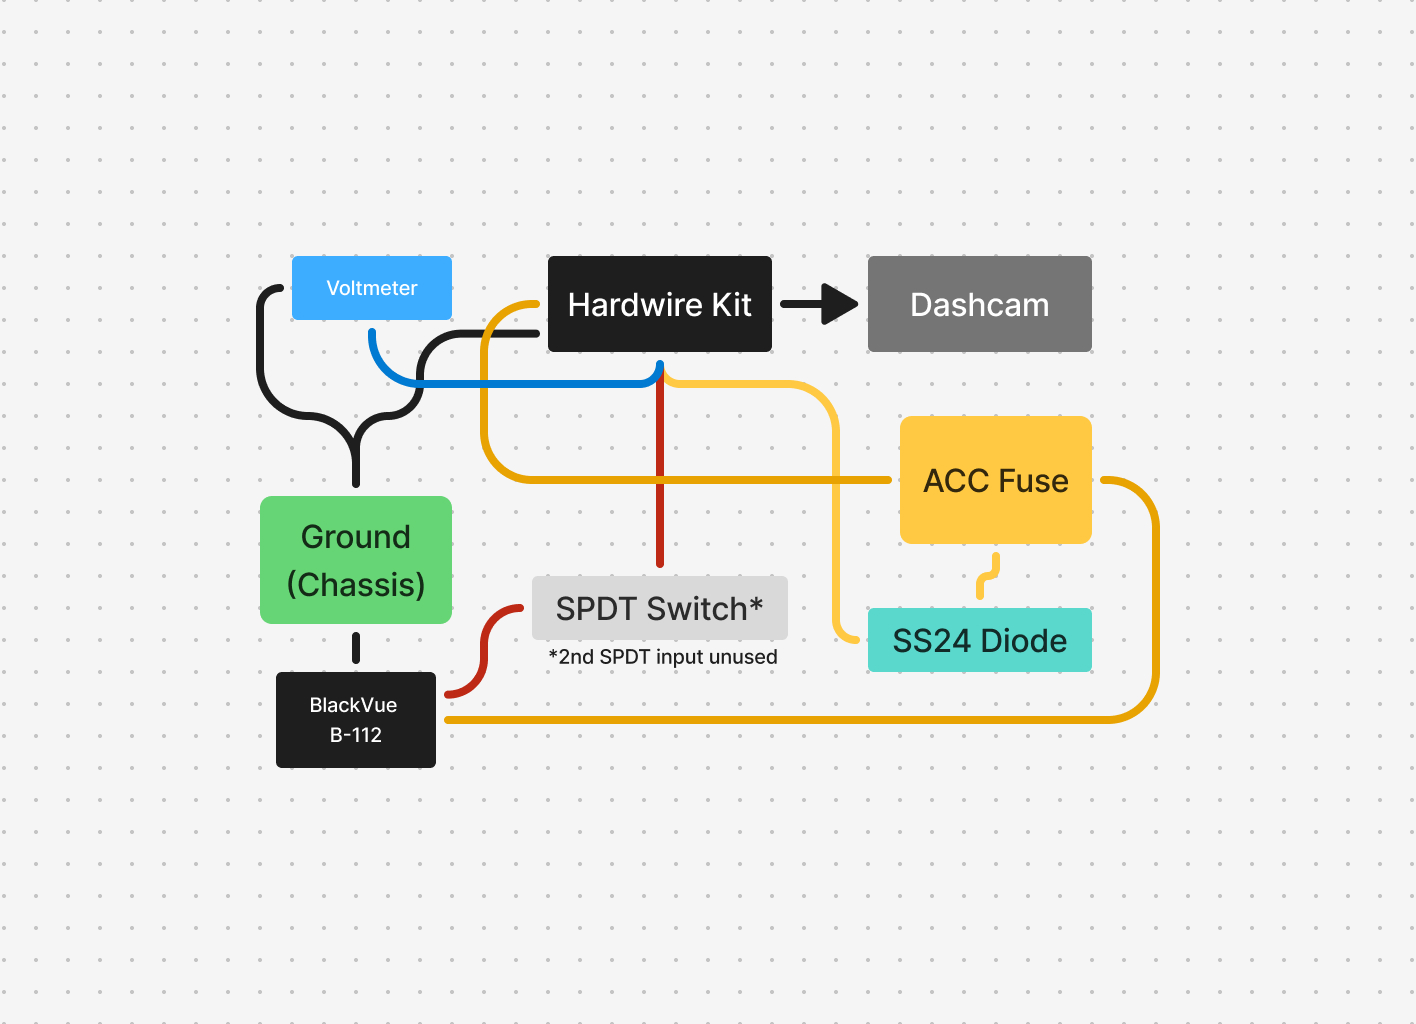 Voltmeter
Hardwire Kit
Dashcam
ACC Fuse
Ground
(Chassis)
SPDT Switch*
*2nd SPDT input unused
SS24 Diode
BlackVue
B-112